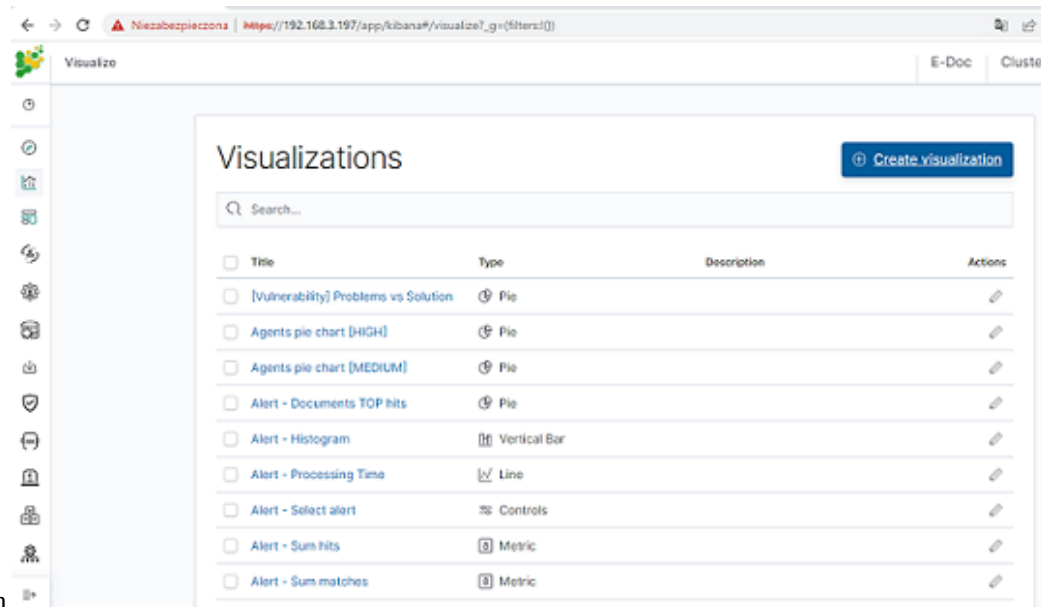 Niezabezpieczona | https://192.168.3.197/app/kibana#/visualize?_g=(filters:!())
Visualize
E-Doc
Cluste
Visualizations
Create visualization
Search...
Title Type Description Actions
[Vulnerability] Problems vs Solution Pie
Agents pie chart [HIGH] Pie
Agents pie chart [MEDIUM] Pie
Alert - Documents TOP hits Pie
Alert - Histogram Vertical Bar
Alert - Processing Time Line
Alert - Select alert Controls
Alert - Sum hits Metric
Alert - Sum matches Metric